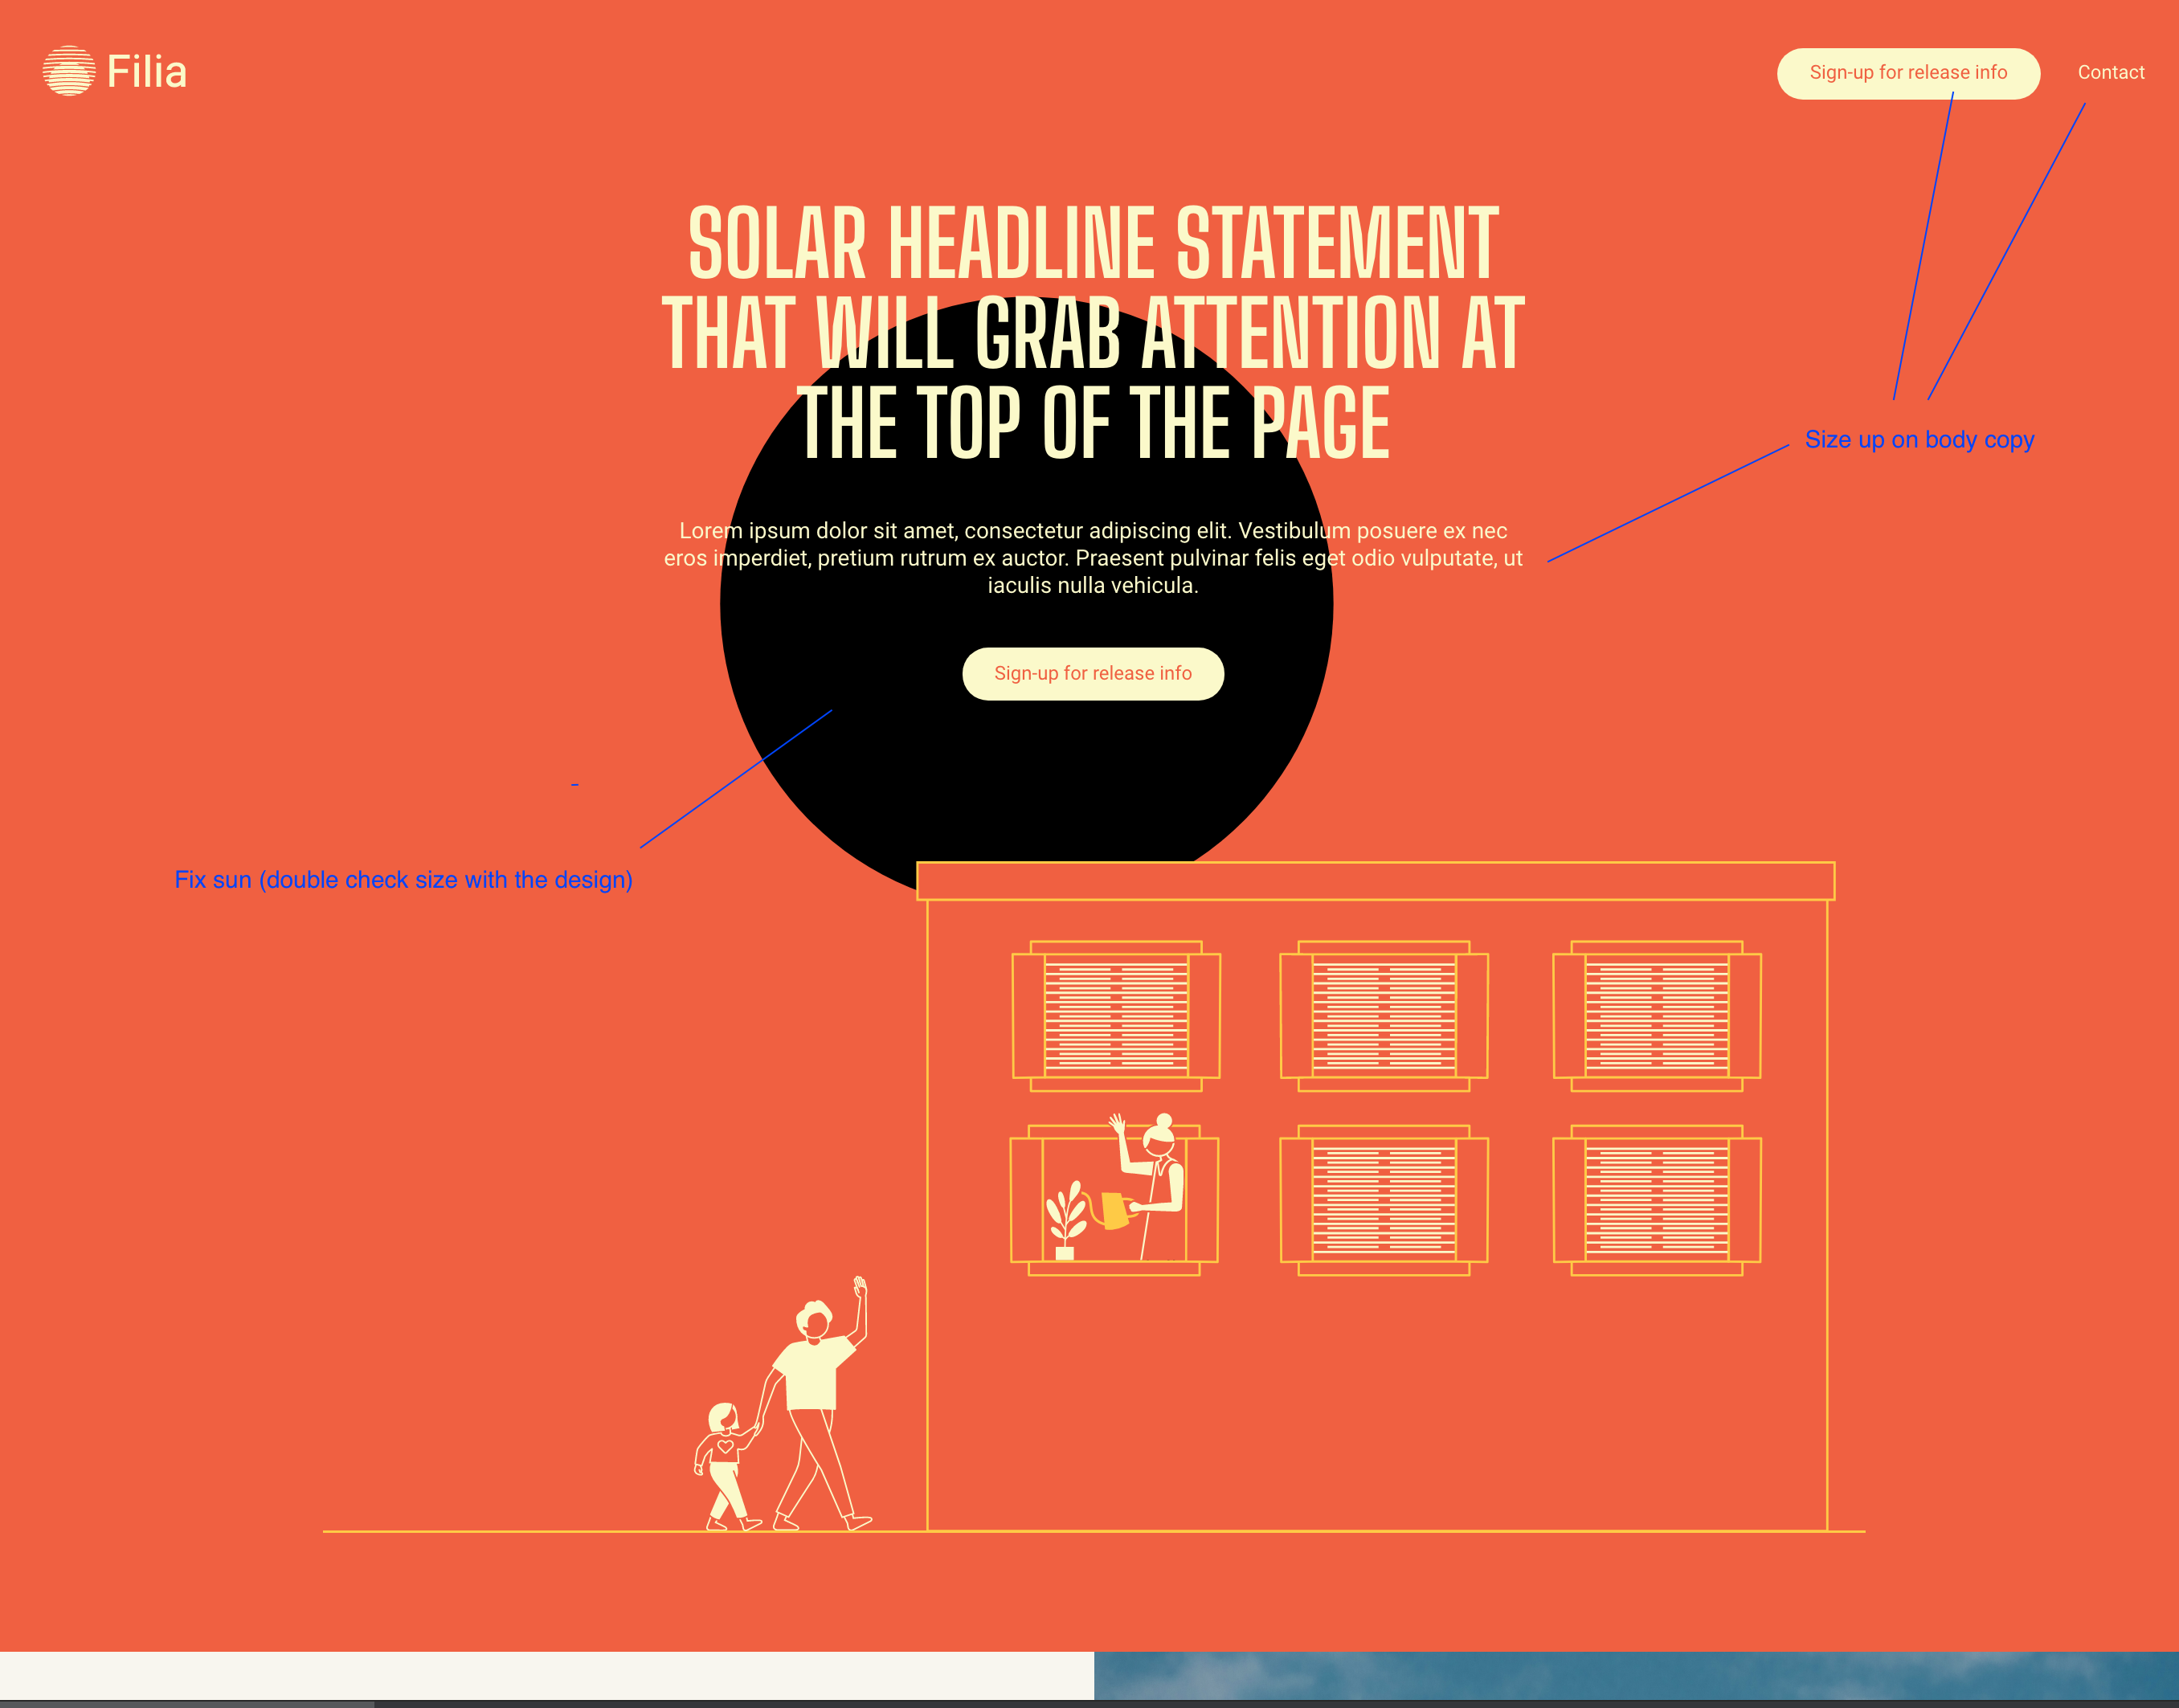 Filia
Sign-up for release info
Contact
SOLAR HEADLINE STATEMENT
THAT WILL GRAB ATTENTION AT
THE TOP OF THE PAGE
Size up on body copy
Lorem ipsum dolor sit amet, consectetur adipiscing elit. Vestibulum posuere ex nec
eros imperdiet, pretium rutrum ex auctor. Praesent pulvinar felis eget odio vulputate, ut
iaculis nulla vehicula.
Sign-up for release info
Fix sun (double check size with the design)